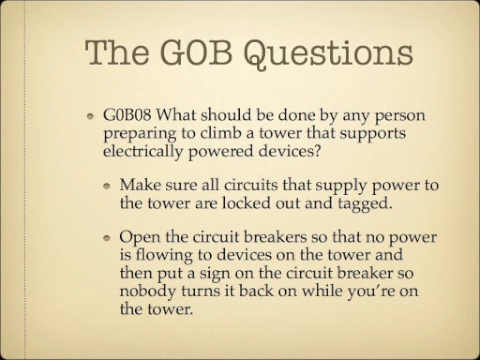 The G0B Questions
G0B08 What should be done by any person
preparing to climb a tower that supports
electrically powered devices?
Make sure all circuits that supply power to
the tower are locked out and tagged.
Open the circuit breakers so that no power
is flowing to devices on the tower and
then put a sign on the circuit breaker so
nobody turns it back on while you're on
the tower.